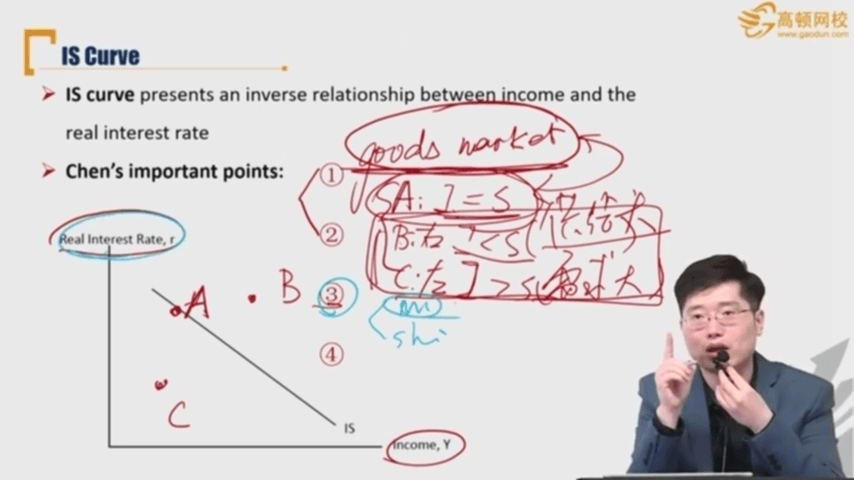 高顿网校
www.gaodun.com
IS Curve
➤ IS curve presents an inverse relationship between income and the
real interest rate
➤ Chen's important points:
goods market
①
A: I = S
②
B: 右 I < S 供给大
C: 左 I > S 需求大
③
④
shi
Real Interest Rate, r
A
B
C
IS
Income, Y